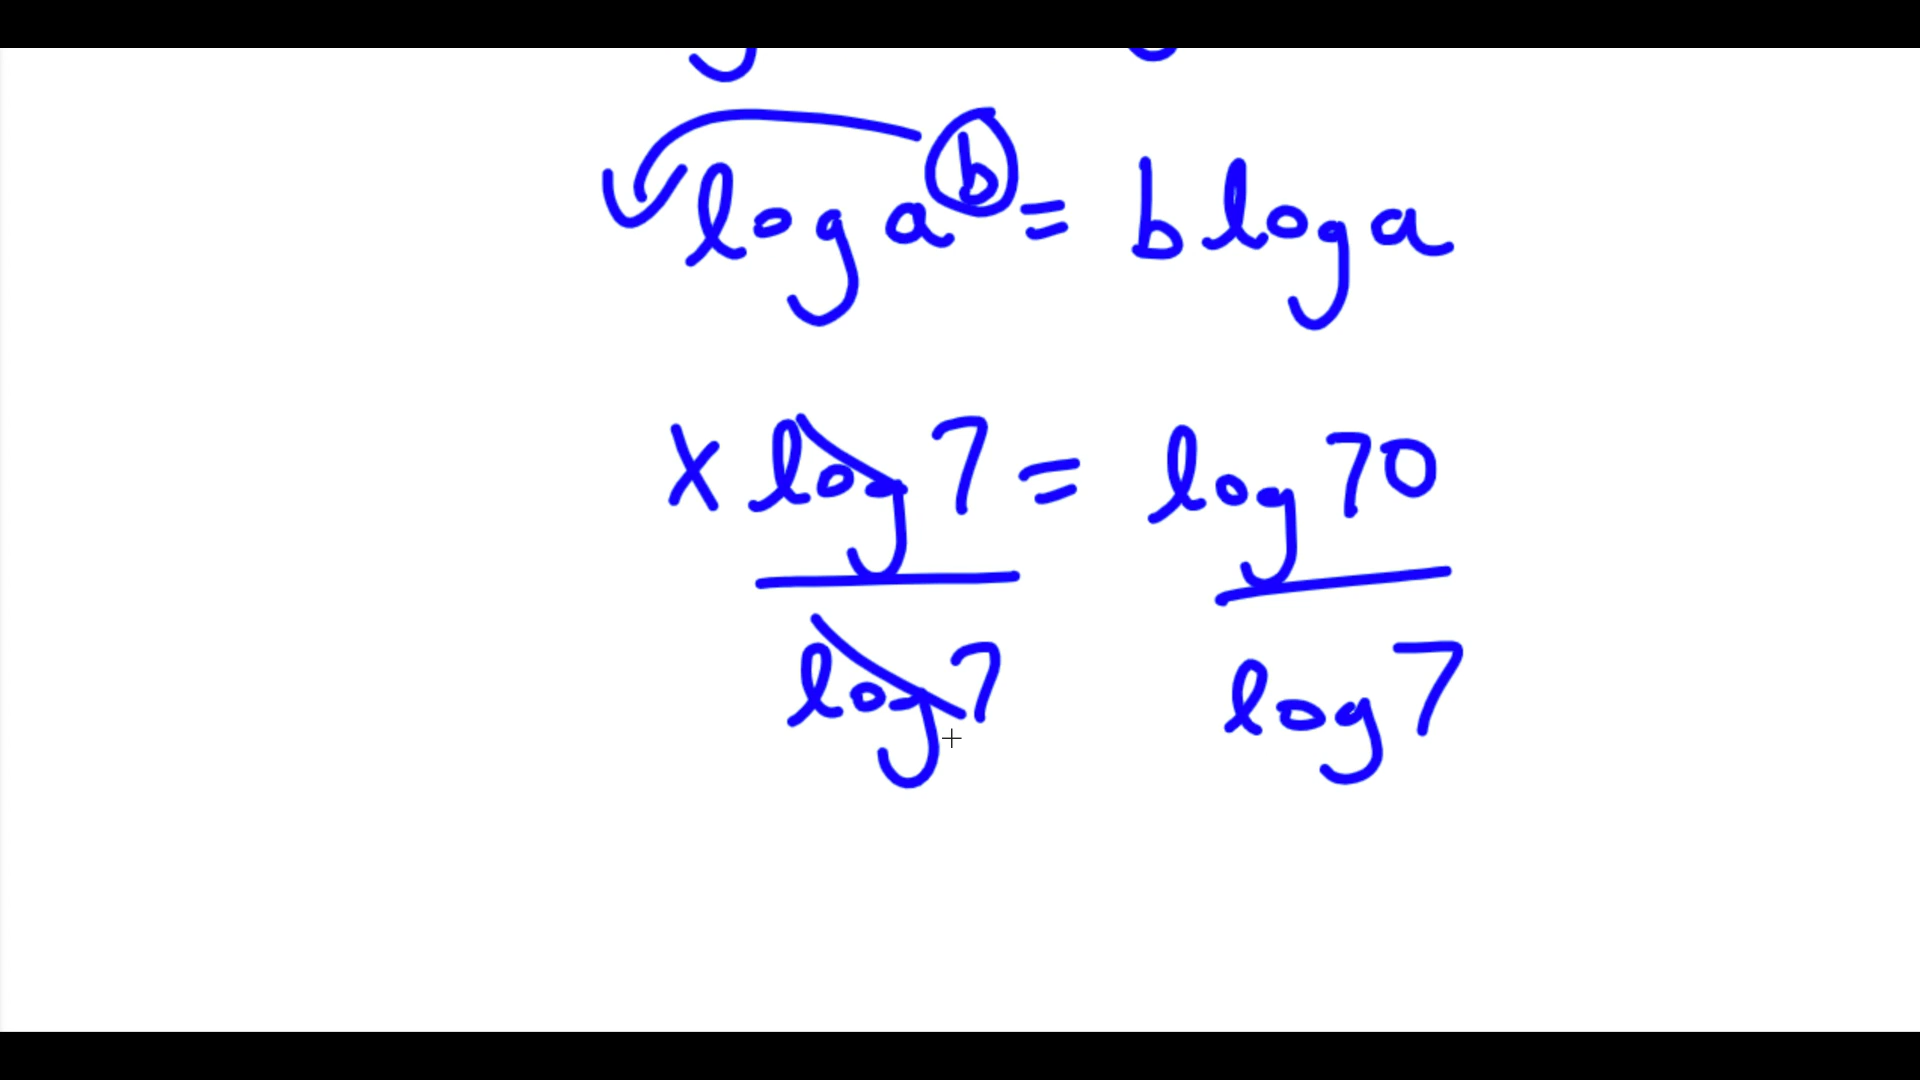 log a^b = b log a
x log 7 = log 70
log 7 log 7